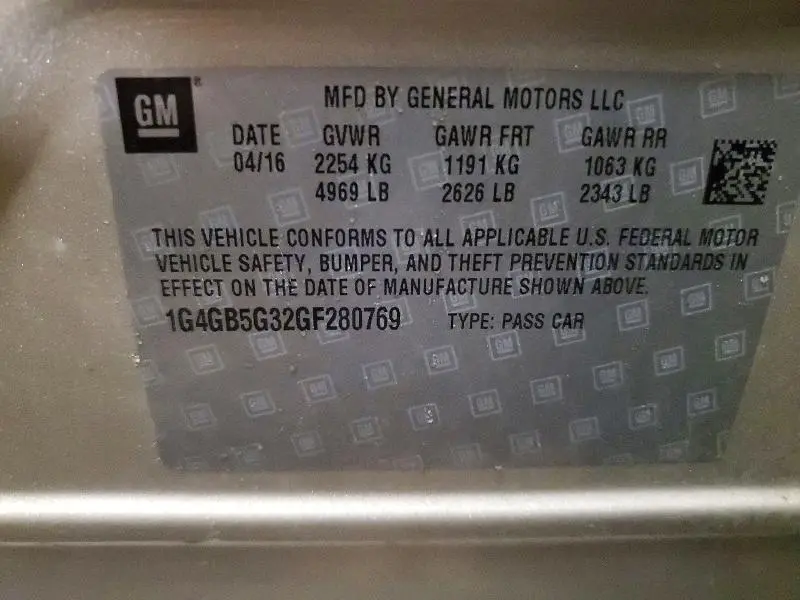 GM®
MFD BY GENERAL MOTORS LLC
DATE GVWR GAWR FRT GAWR RR
04/16 2254 KG 1191 KG 1063 KG
4969 LB 2626 LB 2343 LB
THIS VEHICLE CONFORMS TO ALL APPLICABLE U.S. FEDERAL MOTOR
VEHICLE SAFETY, BUMPER, AND THEFT PREVENTION STANDARDS IN
EFFECT ON THE DATE OF MANUFACTURE SHOWN ABOVE.
1G4GB5G32GF280769 TYPE: PASS CAR